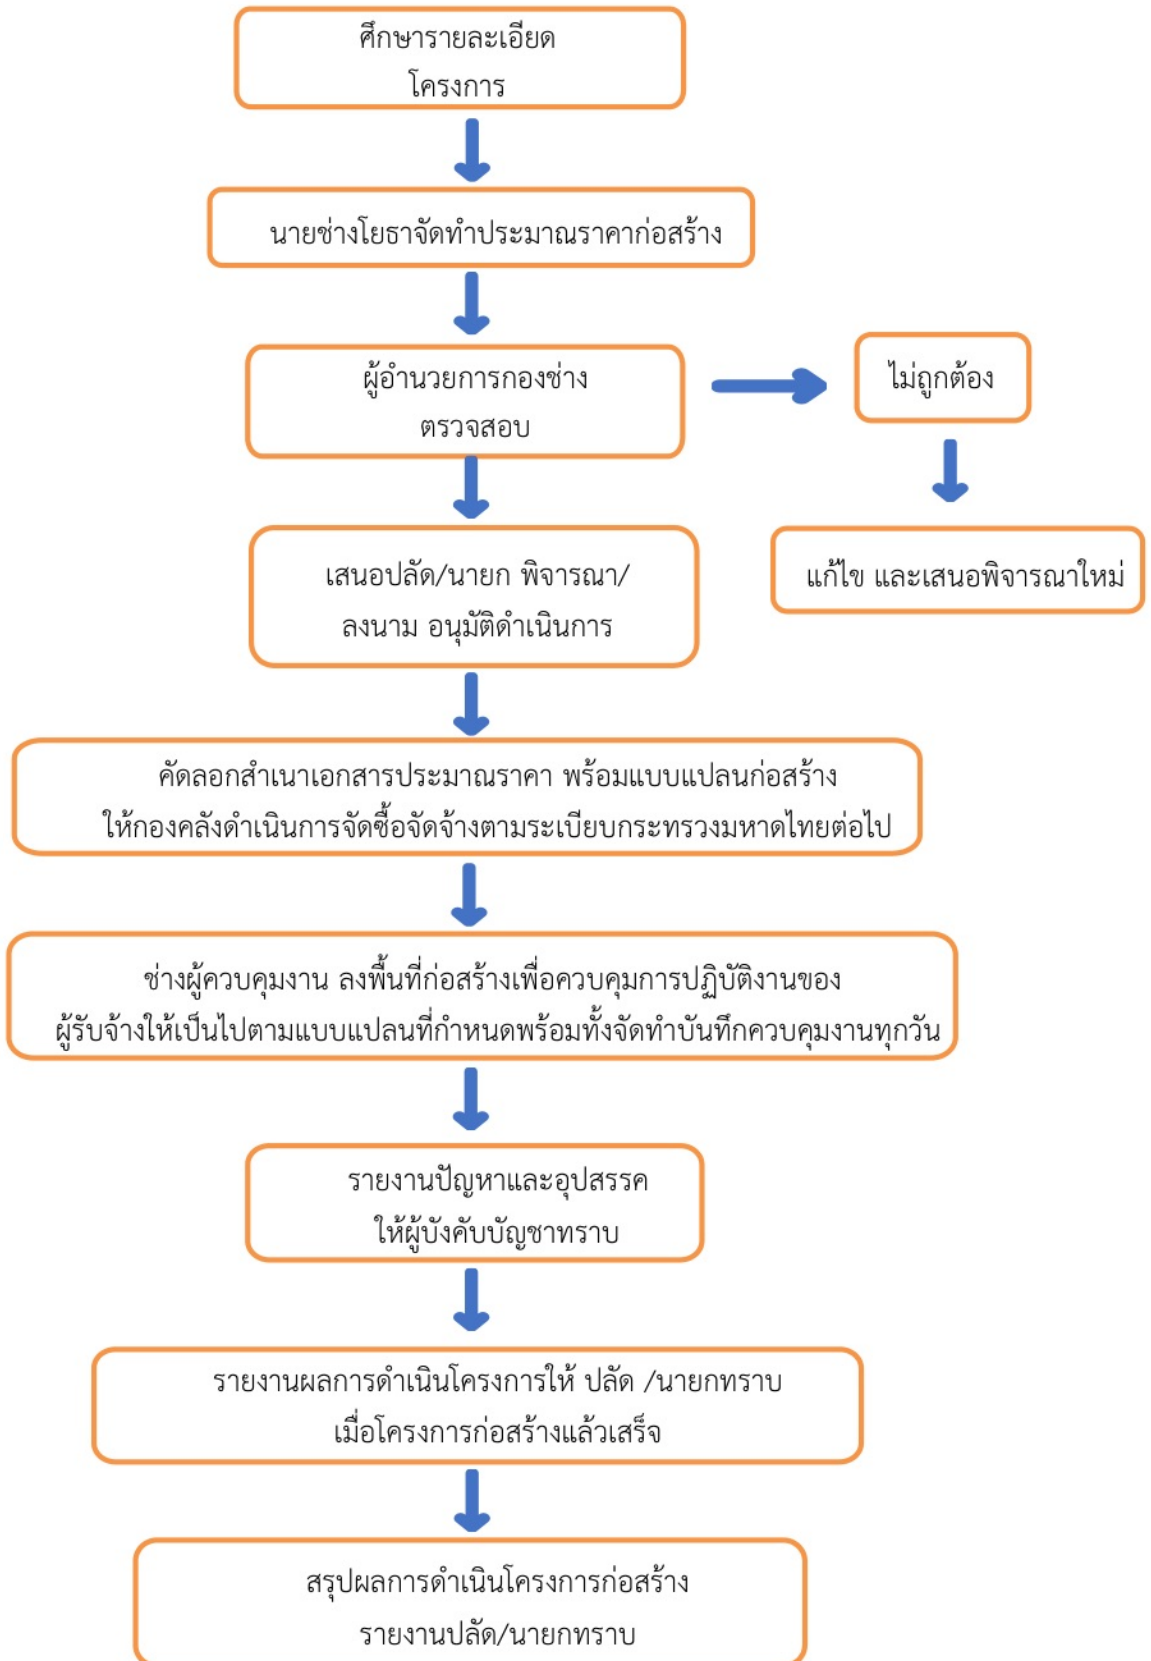 ศึกษารายละเอียด
โครงการ
นายช่างโยธาจัดทำประมาณราคาก่อสร้าง
ผู้อำนวยการกองช่าง
ตรวจสอบ
ไม่ถูกต้อง
แก้ไข และเสนอพิจารณาใหม่
เสนอปลัด/นายก พิจารณา/
ลงนาม อนุมัติดำเนินการ
คัดลอกสำเนาเอกสารประมาณราคา พร้อมแบบแปลนก่อสร้าง
ให้กองคลังดำเนินการจัดซื้อจัดจ้างตามระเบียบกระทรวงมหาดไทยต่อไป
ช่างผู้ควบคุมงาน ลงพื้นที่ก่อสร้างเพื่อควบคุมการปฏิบัติงานของ
ผู้รับจ้างให้เป็นไปตามแบบแปลนที่กำหนดพร้อมทั้งจัดทำบันทึกควบคุมงานทุกวัน
รายงานปัญหาและอุปสรรค
ให้ผู้บังคับบัญชาทราบ
รายงานผลการดำเนินโครงการให้ ปลัด /นายกทราบ
เมื่อโครงการก่อสร้างแล้วเสร็จ
สรุปผลการดำเนินโครงการก่อสร้าง
รายงานปลัด/นายกทราบ